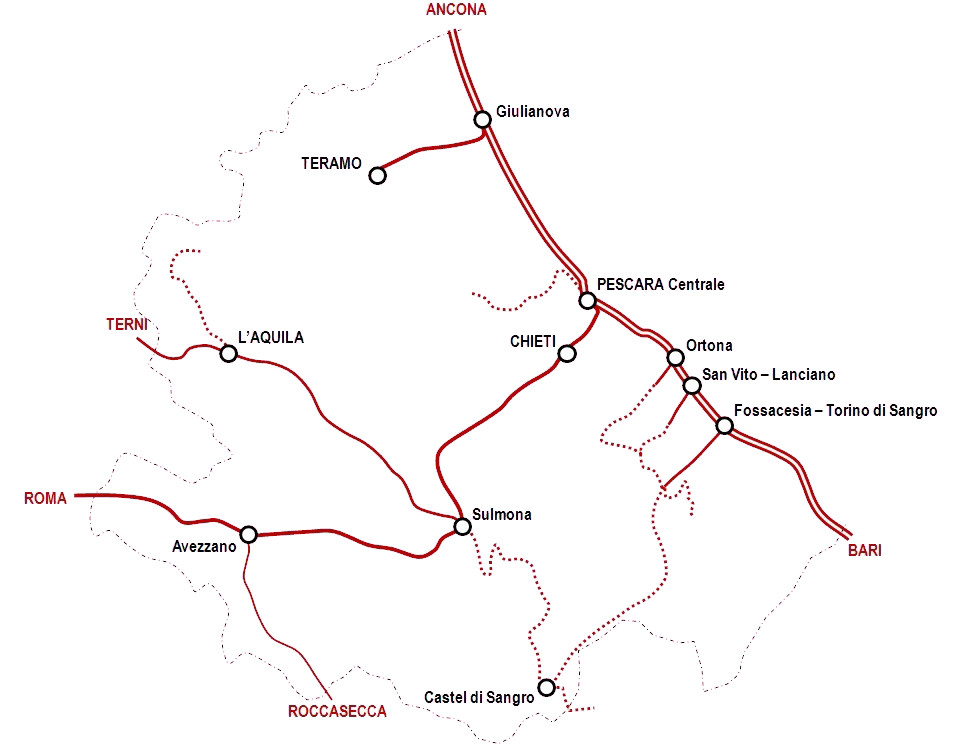 ANCONA
Giulianova
TERAMO
PESCARA Centrale
TERNI
L'AQUILA
CHIETI
Ortona
San Vito – Lanciano
Fossacesia – Torino di Sangro
ROMA
Sulmona
Avezzano
BARI
Castel di Sangro
ROCCASECCA